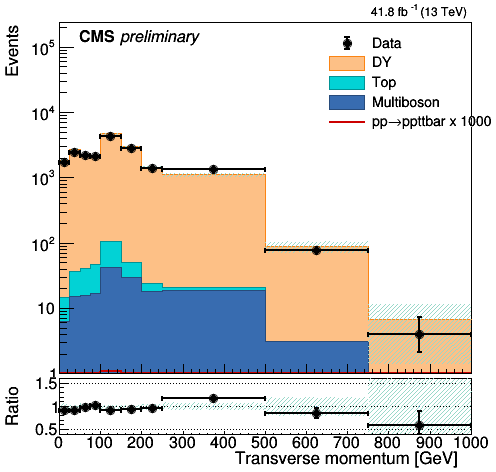 41.8 fb⁻¹ (13 TeV)
Events
CMS preliminary
Data
DY
Top
Multiboson
pp→ppttbar x 1000
10⁵
10⁴
10³
10²
10
1
Ratio
1.5
1
0.5
0 100 200 300 400 500 600 700 800 900 1000
Transverse momentum [GeV]